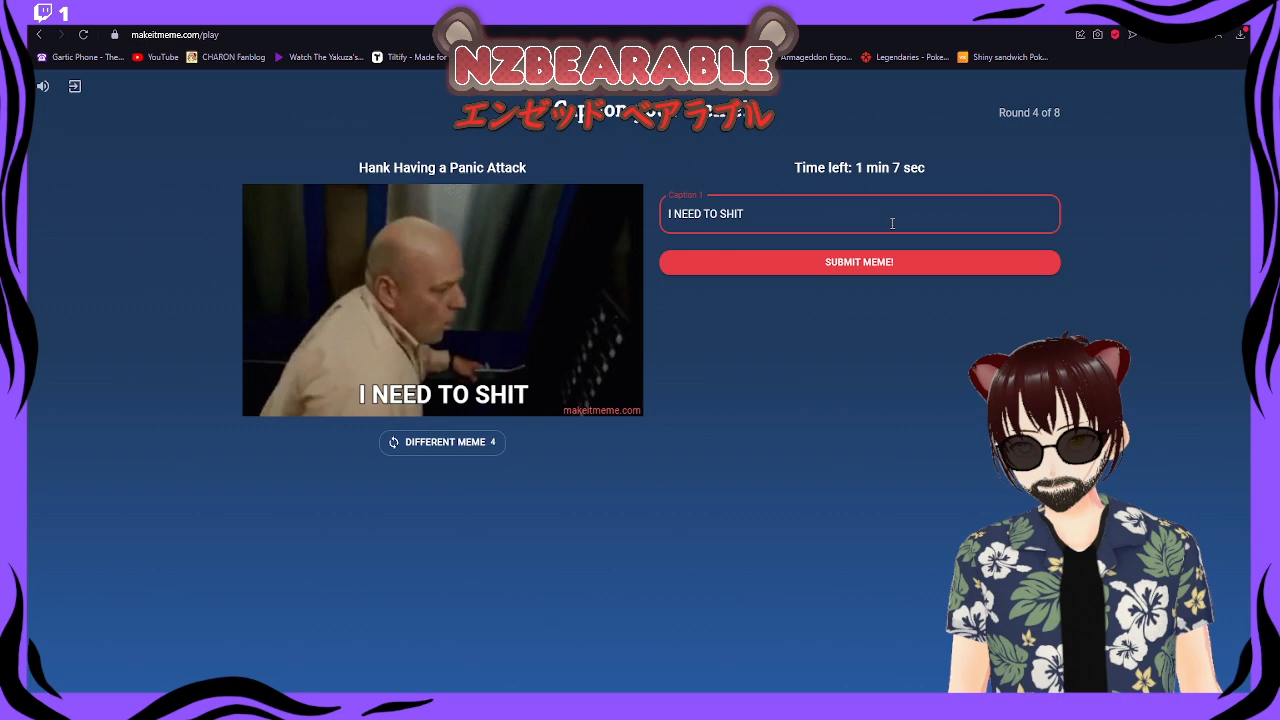 1
makeitmeme.com/play
Gartic Phone - The...
YouTube
CHARON Fanblog
Watch The Yakuza's...
Tiltify - Made for
Armageddon Expo...
Legendaries - Poke...
Shiny sandwich Pok...
NZBEARABLE
エンゼッド ベアラブル
Round 4 of 8
Hank Having a Panic Attack
Time left: 1 min 7 sec
Caption 1
I NEED TO SHIT
SUBMIT MEME!
I NEED TO SHIT
makeitmeme.com
DIFFERENT MEME 4